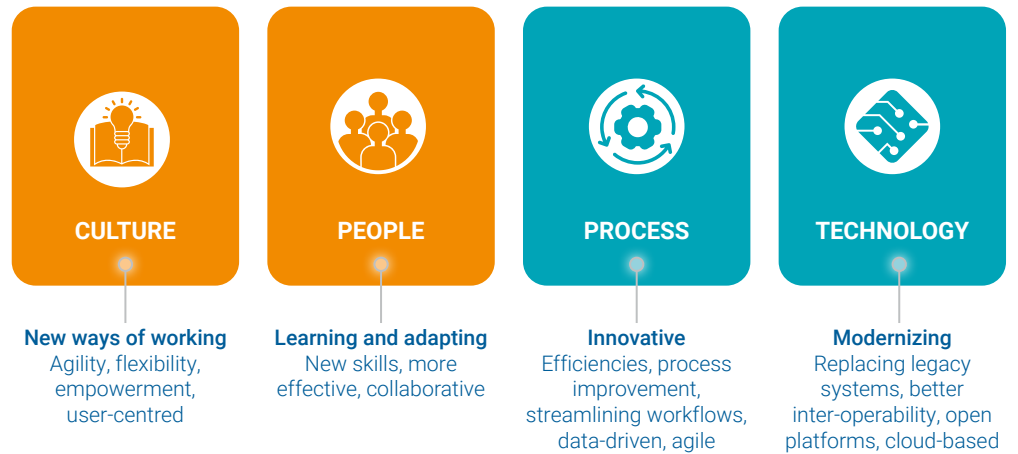 CULTURE
New ways of working
Agility, flexibility,
empowerment,
user-centred
PEOPLE
Learning and adapting
New skills, more
effective, collaborative
PROCESS
Innovative
Efficiencies, process
improvement,
streamlining workflows,
data-driven, agile
TECHNOLOGY
Modernizing
Replacing legacy
systems, better
inter-operability, open
platforms, cloud-based